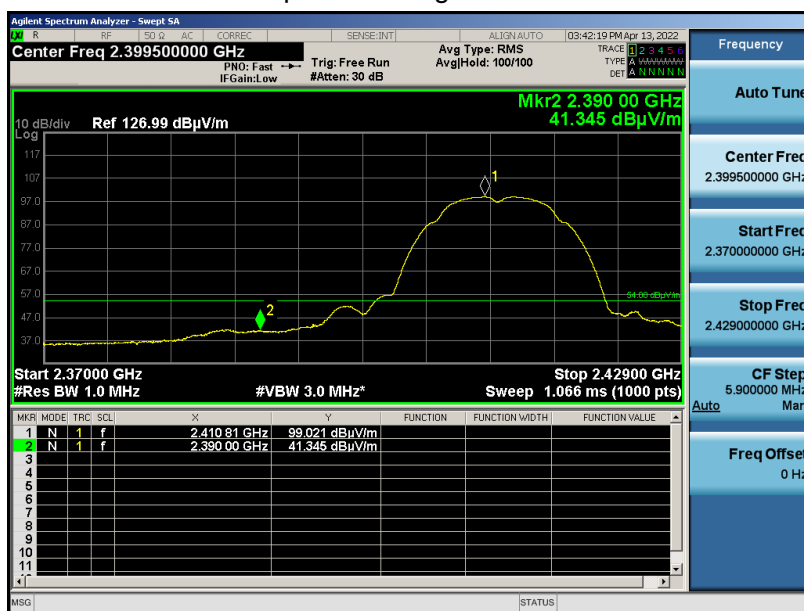 Agilent Spectrum Analyzer - Swept SA
LXI R RF 50 Ω AC CORREC SENSE:INT ALIGN AUTO 03:42:19 PM Apr 13, 2022
Center Freq 2.399500000 GHz
PNO: Fast
IFGain:Low
Trig: Free Run
#Atten: 30 dB
Avg Type: RMS
Avg|Hold: 100/100
TRACE 1 2 3 4 5 6
TYPE A WWWWW
DET A N N N N N
Mkr2 2.390 00 GHz
41.345 dBµV/m
10 dB/div Ref 126.99 dBµV/m
Log
117
107
97.0
87.0
77.0
67.0
57.0
47.0
37.0
1
2
54.00 dBµV/m
Start 2.37000 GHz Stop 2.42900 GHz
#Res BW 1.0 MHz #VBW 3.0 MHz* Sweep 1.066 ms (1000 pts)
MKR MODE TRC SCL X Y FUNCTION FUNCTION WIDTH FUNCTION VALUE
1 N 1 f 2.410 81 GHz 99.021 dBµV/m
2 N 1 f 2.390 00 GHz 41.345 dBµV/m
3
4
5
6
7
8
9
10
11
MSG STATUS
Frequency
Auto Tune
Center Freq
2.399500000 GHz
Start Freq
2.370000000 GHz
Stop Freq
2.429000000 GHz
CF Step
5.900000 MHz
Auto Man
Freq Offset
0 Hz